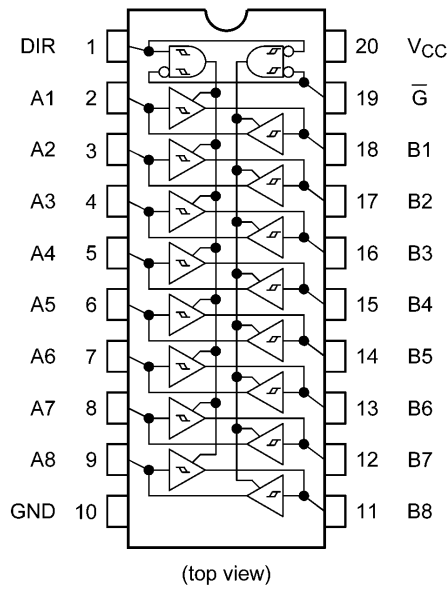 DIR 1 20 VCC
A1 2 19 G̅
A2 3 18 B1
A3 4 17 B2
A4 5 16 B3
A5 6 15 B4
A6 7 14 B5
A7 8 13 B6
A8 9 12 B7
GND 10 11 B8
(top view)